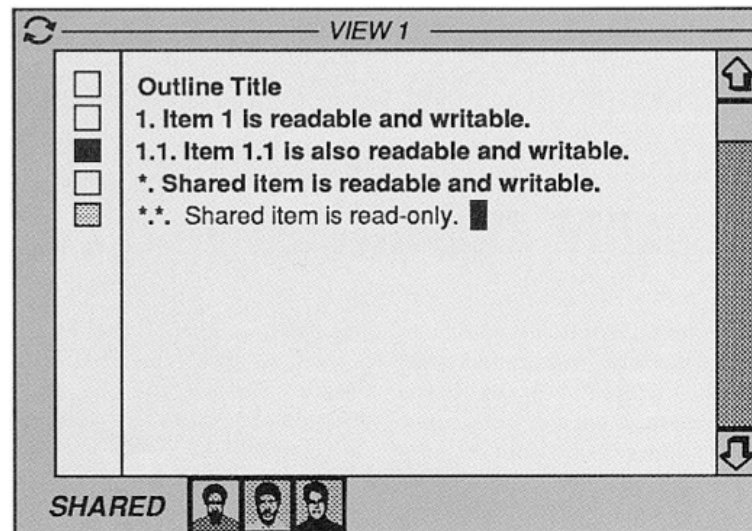 VIEW 1
Outline Title
1. Item 1 is readable and writable.
1.1. Item 1.1 is also readable and writable.
*. Shared item is readable and writable.
*.*. Shared item is read-only.
SHARED